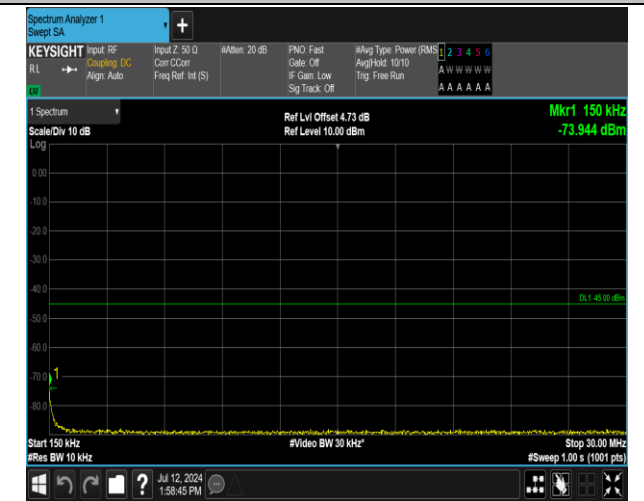 Spectrum Analyzer 1
Swept SA
+
KEYSIGHT Input: RF Input Z: 50 Ω #Atten: 20 dB PNO: Fast #Avg Type: Power (RMS 1 2 3 4 5 6
RL Coupling: DC Corr CCorr Gate: Off Avg|Hold: 10/10 A W W W W W
Align: Auto Freq Ref: Int (S) IF Gain: Low Trig: Free Run
Sig Track: Off A A A A A A
1 Spectrum
Ref Lvl Offset 4.73 dB Mkr1 150 kHz
Scale/Div 10 dB Ref Level 10.00 dBm -73.944 dBm
Log
0.00
-10.0
-20.0
-30.0
-40.0
DL1 -45.00 dBm
-50.0
-60.0
-70.0
1
-80.0
Start 150 kHz #Video BW 30 kHz* Stop 30.00 MHz
#Res BW 10 kHz #Sweep 1.00 s (1001 pts)
? Jul 12, 2024
1:58:45 PM